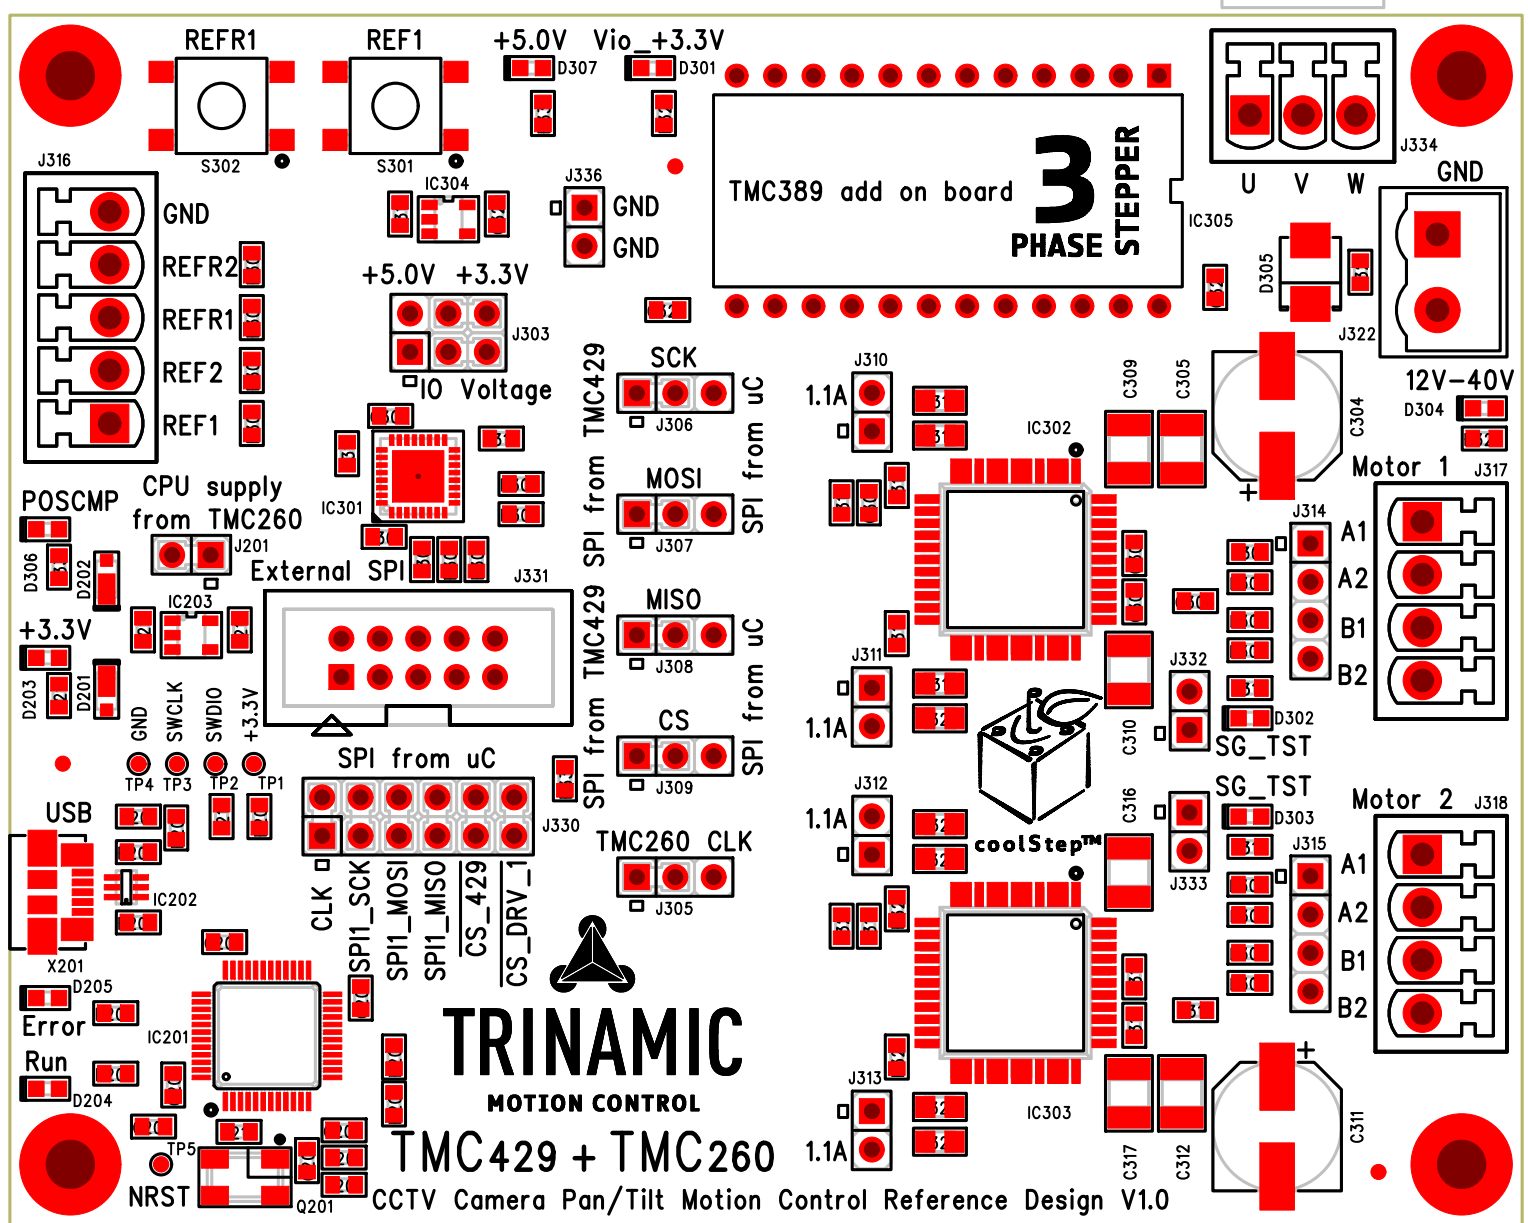 REFR1
REF1
+5.0V
Vio_+3.3V
D307
D301
J316
S302
S301
IC304
J336
GND
GND
TMC389 add on board
3
PHASE
STEPPER
IC305
J334
U V W
GND
GND
REFR2
REFR1
REF2
REF1
+5.0V +3.3V
J303
IO Voltage
D305
J322
12V-40V
D304
C304
SPI from TMC429
SPI from uC
SCK
J306
MOSI
J307
J310
1.1A
C309
C305
IC302
Motor 1
J317
J314
A1
A2
B1
B2
POSCMP
CPU supply
from TMC260
J201
IC301
D306
D202
External SPI
J331
IC203
+3.3V
D203
D201
GND
SWCLK
SWDIO
+3.3V
TP4
TP3
TP2
TP1
SPI from TMC429
SPI from uC
MISO
J308
CS
J309
J311
1.1A
C310
J332
D302
SG_TST
SG_TST
D303
J333
C316
coolStep™
SPI from uC
J330
CLK
SPI1_SCK
SPI1_MOSI
SPI1_MISO
CS_429
CS_DRV_1
TMC260 CLK
J305
J312
1.1A
Motor 2
J318
J315
A1
A2
B1
B2
USB
IC202
X201
D205
Error
Run
D204
IC201
TP5
NRST
Q201
TRINAMIC
MOTION CONTROL
TMC429 + TMC260
CCTV Camera Pan/Tilt Motion Control Reference Design V1.0
J313
1.1A
IC303
C317
C312
C311